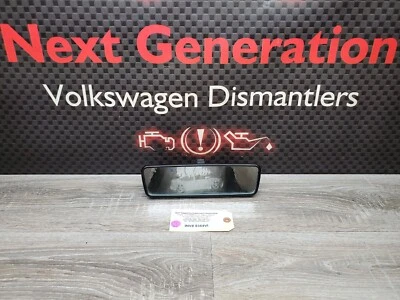 Next Generation
Volkswagen Dismantlers